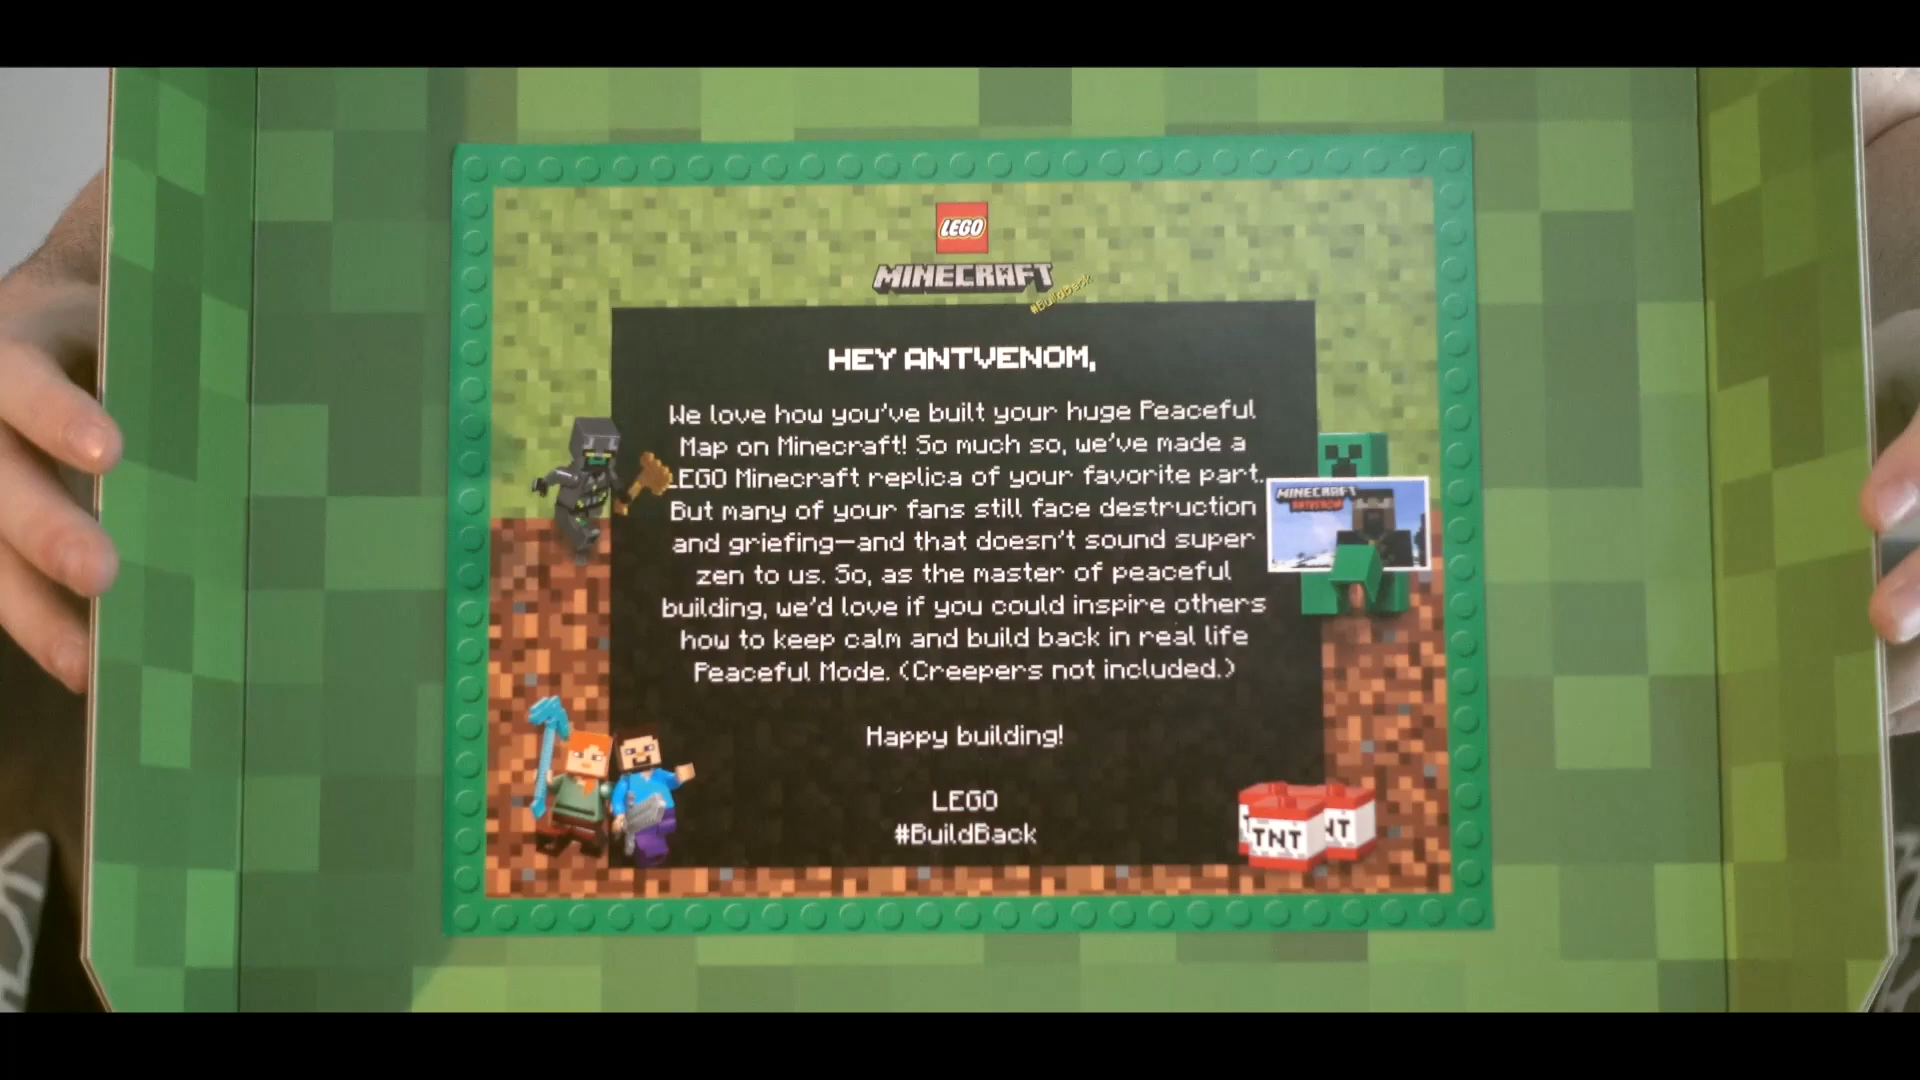 LEGO
MINECRAFT
#BuildBack
HEY ANTVENOM,
We love how you've built your huge Peaceful
Map on Minecraft! So much so, we've made a
LEGO Minecraft replica of your favorite part.
But many of your fans still face destruction
and griefing—and that doesn't sound super
zen to us. So, as the master of peaceful
building, we'd love if you could inspire others
how to keep calm and build back in real life
Peaceful Mode. (Creepers not included.)
Happy building!
LEGO
#BuildBack
MINECRAFT
ANTVENOM
TNT
NT